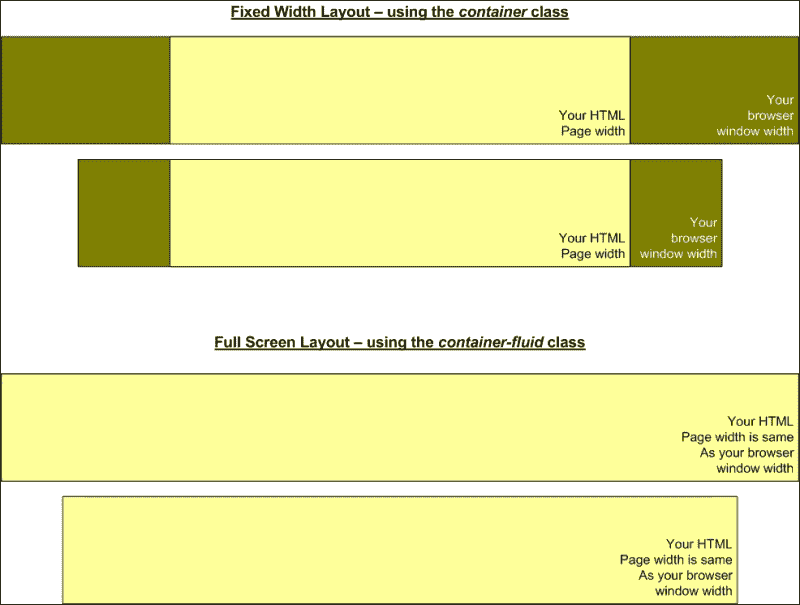 Fixed Width Layout – using the container class
Your HTML
Page width
Your
browser
window width
Your HTML
Page width
Your
browser
window width
Full Screen Layout – using the container-fluid class
Your HTML
Page width is same
As your browser
window width
Your HTML
Page width is same
As your browser
window width